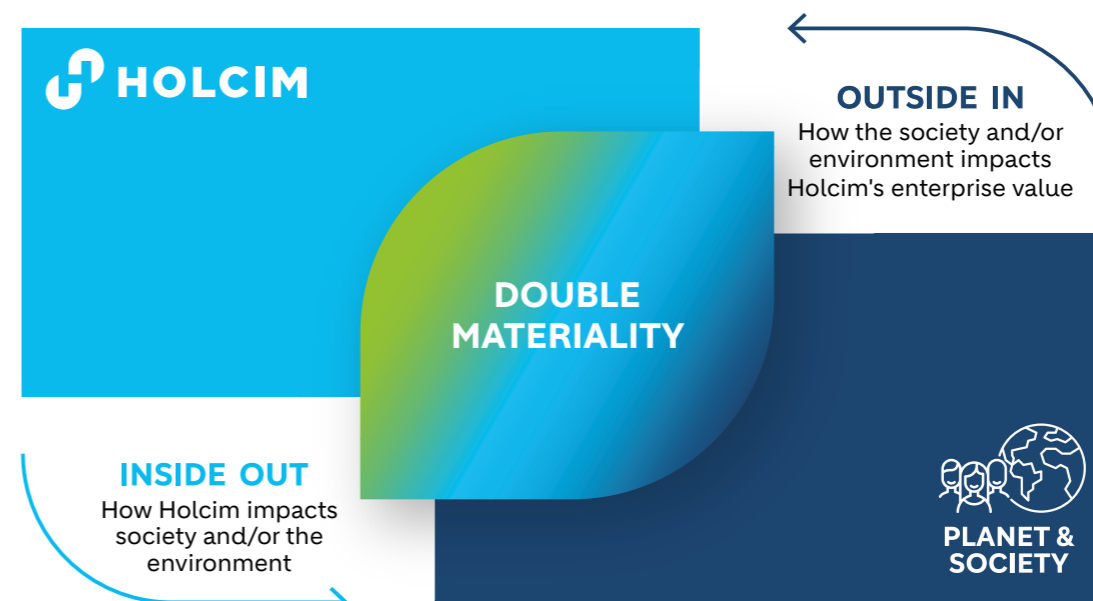 HOLCIM
OUTSIDE IN
How the society and/or
environment impacts
Holcim's enterprise value
DOUBLE
MATERIALITY
INSIDE OUT
How Holcim impacts
society and/or the
environment
PLANET &
SOCIETY